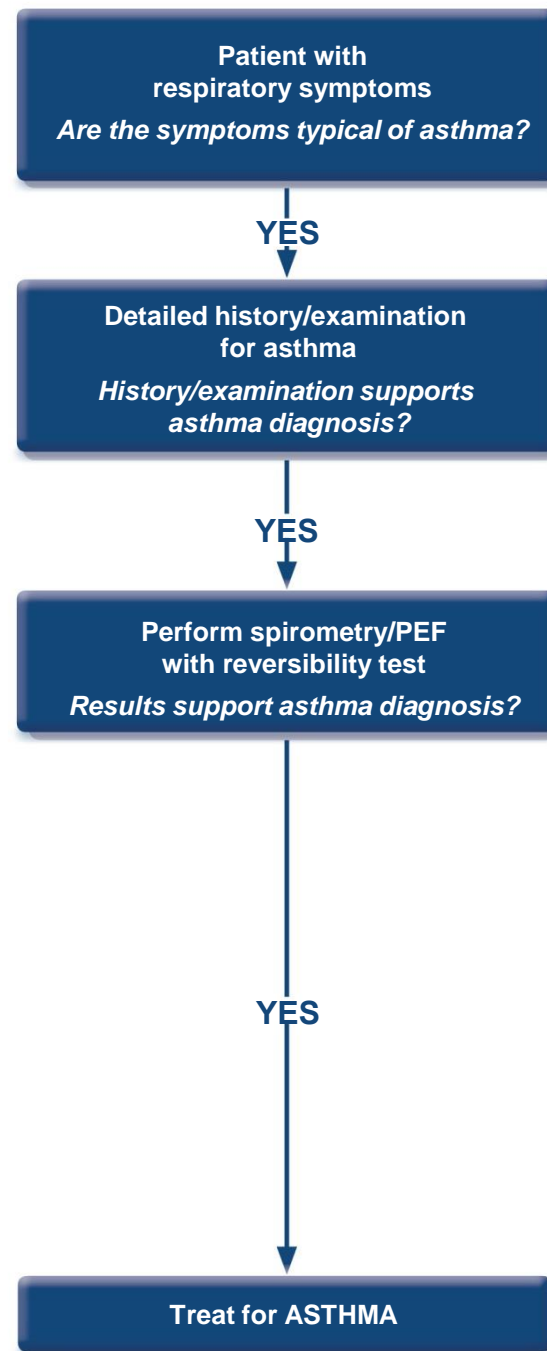 Patient with
respiratory symptoms
Are the symptoms typical of asthma?
YES
Detailed history/examination
for asthma
History/examination supports
asthma diagnosis?
YES
Perform spirometry/PEF
with reversibility test
Results support asthma diagnosis?
YES
Treat for ASTHMA